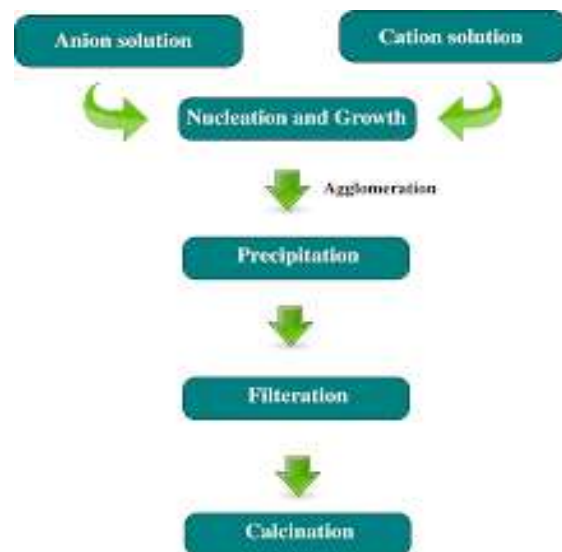 Anion solution
Cation solution
Nucleation and Growth
Agglomeration
Precipitation
Filteration
Calcination